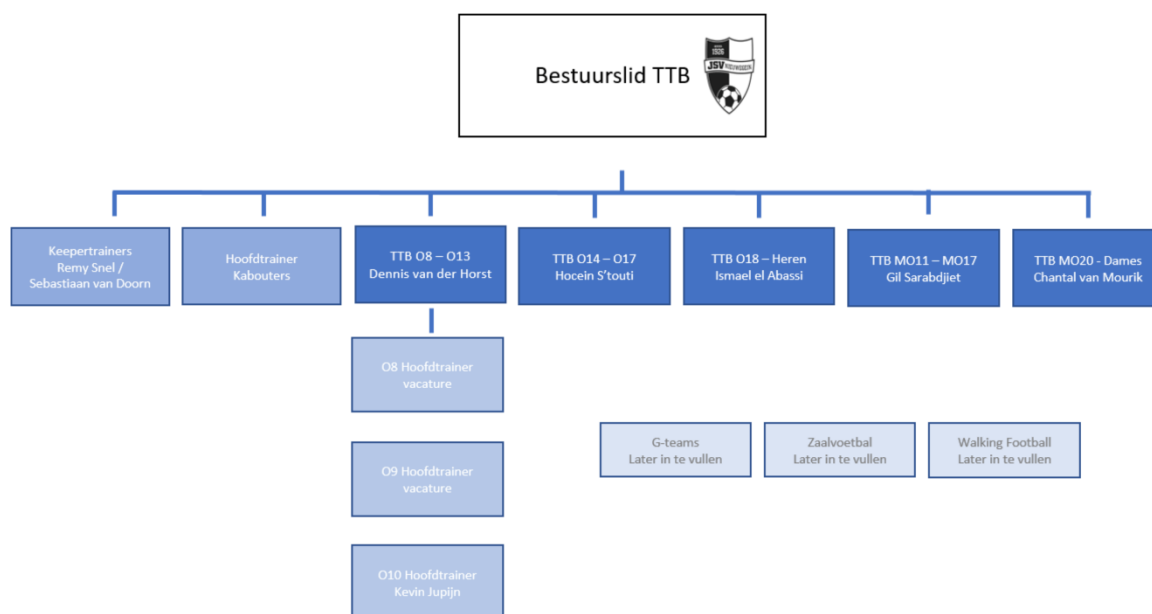 Bestuurslid TTB
1926
JSV NIEUWERKERK
Keepertrainers
Remy Snel /
Sebastiaan van Doorn
Hoofdtrainer
Kabouters
TTB O8 – O13
Dennis van der Horst
TTB O14 – O17
Hocein S'touti
TTB O18 – Heren
Ismael el Abassi
TTB MO11 – MO17
Gil Sarabdjiet
TTB MO20 - Dames
Chantal van Mourik
O8 Hoofdtrainer
vacature
O9 Hoofdtrainer
vacature
O10 Hoofdtrainer
Kevin Jupijn
G-teams
Later in te vullen
Zaalvoetbal
Later in te vullen
Walking Football
Later in te vullen